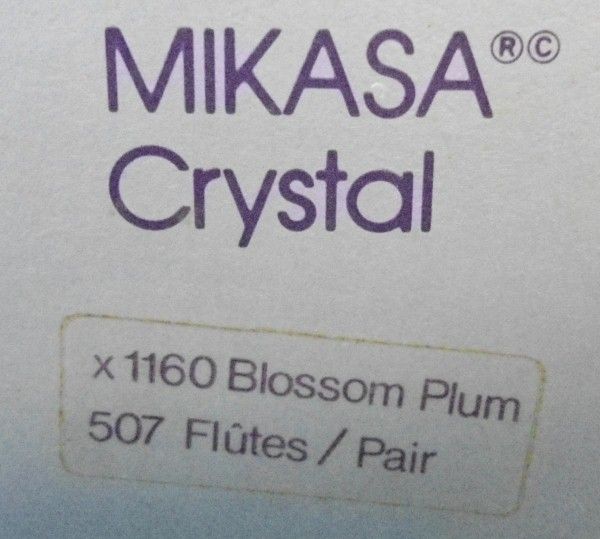 MIKASA®©
Crystal
x 1160 Blossom Plum
507 Flûtes / Pair